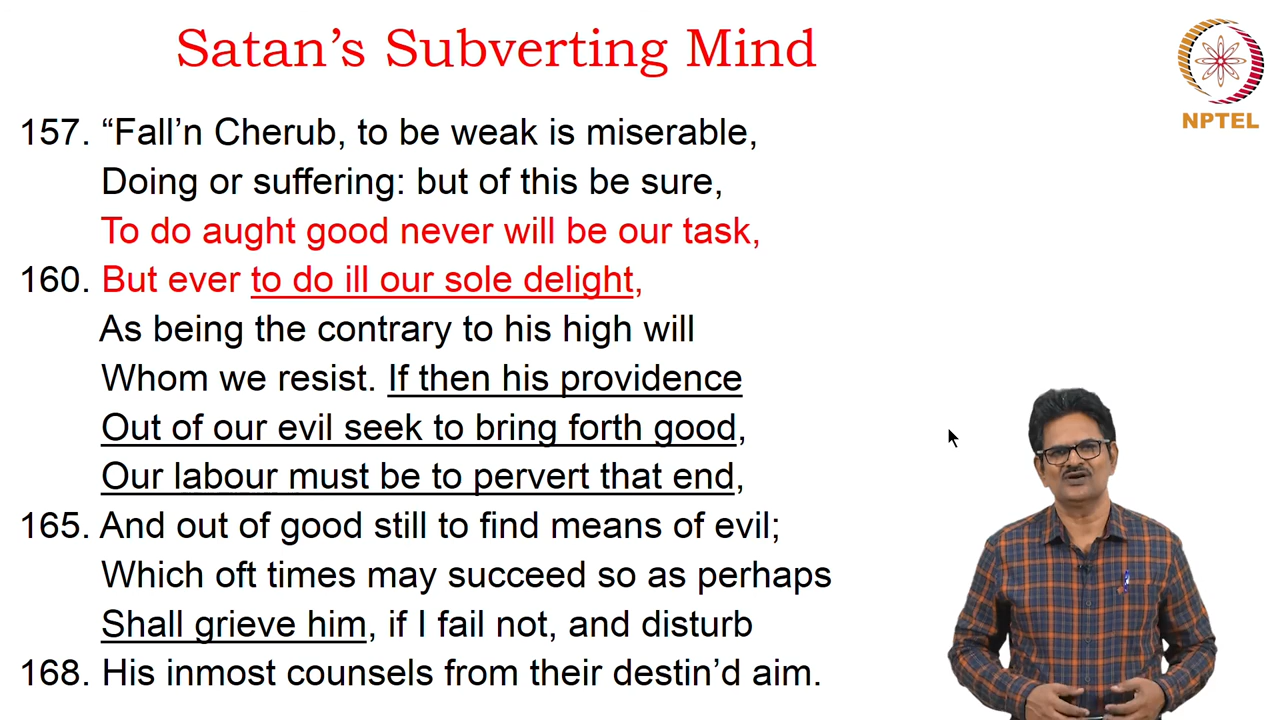 Satan's Subverting Mind
NPTEL
157. “Fall’n Cherub, to be weak is miserable,
Doing or suffering: but of this be sure,
To do aught good never will be our task,
160. But ever to do ill our sole delight,
As being the contrary to his high will
Whom we resist. If then his providence
Out of our evil seek to bring forth good,
Our labour must be to pervert that end,
165. And out of good still to find means of evil;
Which oft times may succeed so as perhaps
Shall grieve him, if I fail not, and disturb
168. His inmost counsels from their destin’d aim.